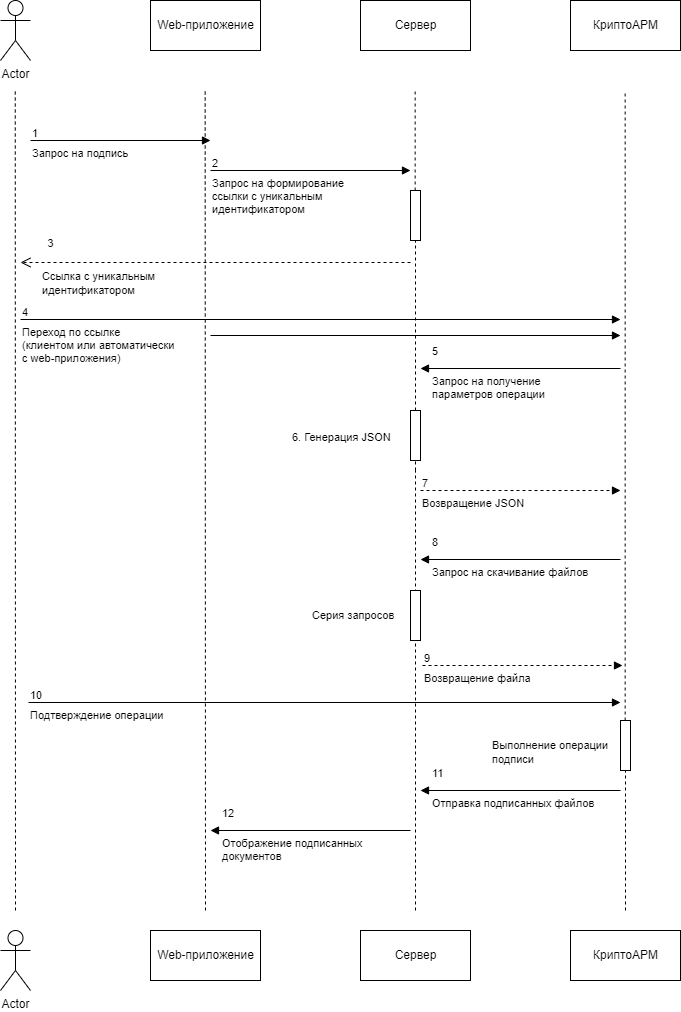 Actor
Web-приложение
Сервер
КриптоАРМ
1
Запрос на подпись
2
Запрос на формирование
ссылки с уникальным
идентификатором
3
Ссылка с уникальным
идентификатором
4
Переход по ссылке
(клиентом или автоматически
с web-приложения)
5
Запрос на получение
параметров операции
6. Генерация JSON
7
Возвращение JSON
8
Запрос на скачивание файлов
Серия запросов
9
Возвращение файла
10
Подтверждение операции
Выполнение операции
подписи
11
Отправка подписанных файлов
12
Отображение подписанных
документов
Web-приложение
Сервер
КриптоАРМ
Actor